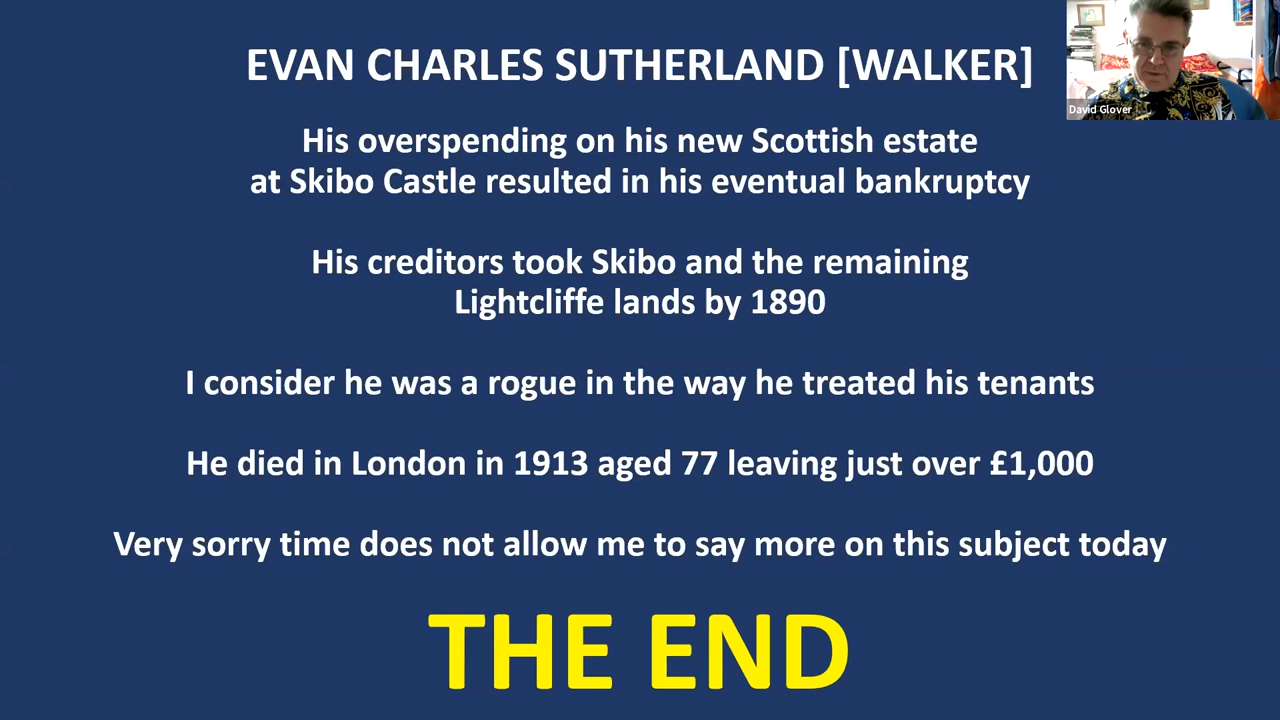 EVAN CHARLES SUTHERLAND [WALKER]
David Glover
His overspending on his new Scottish estate
at Skibo Castle resulted in his eventual bankruptcy
His creditors took Skibo and the remaining
Lightcliffe lands by 1890
I consider he was a rogue in the way he treated his tenants
He died in London in 1913 aged 77 leaving just over £1,000
Very sorry time does not allow me to say more on this subject today
THE END